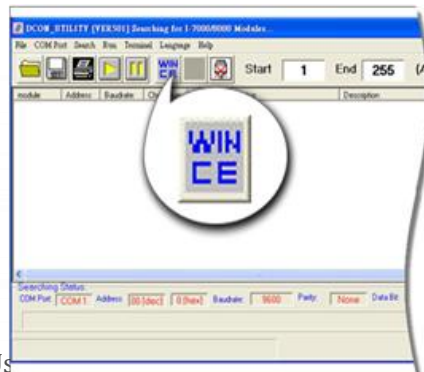 DCON_UTILITY (VER501) Searching for I-7000/8000 Modules...
File COM Port Search Run Terminal Language Help
WIN CE Start 1 End 255
module Address Baudrate Description
WIN
CE
Searching Status:
COM Port: COM 1 Address: 00 [dec] 0 [hex] Baudrate: 9600 Parity: None Data Bit
Us